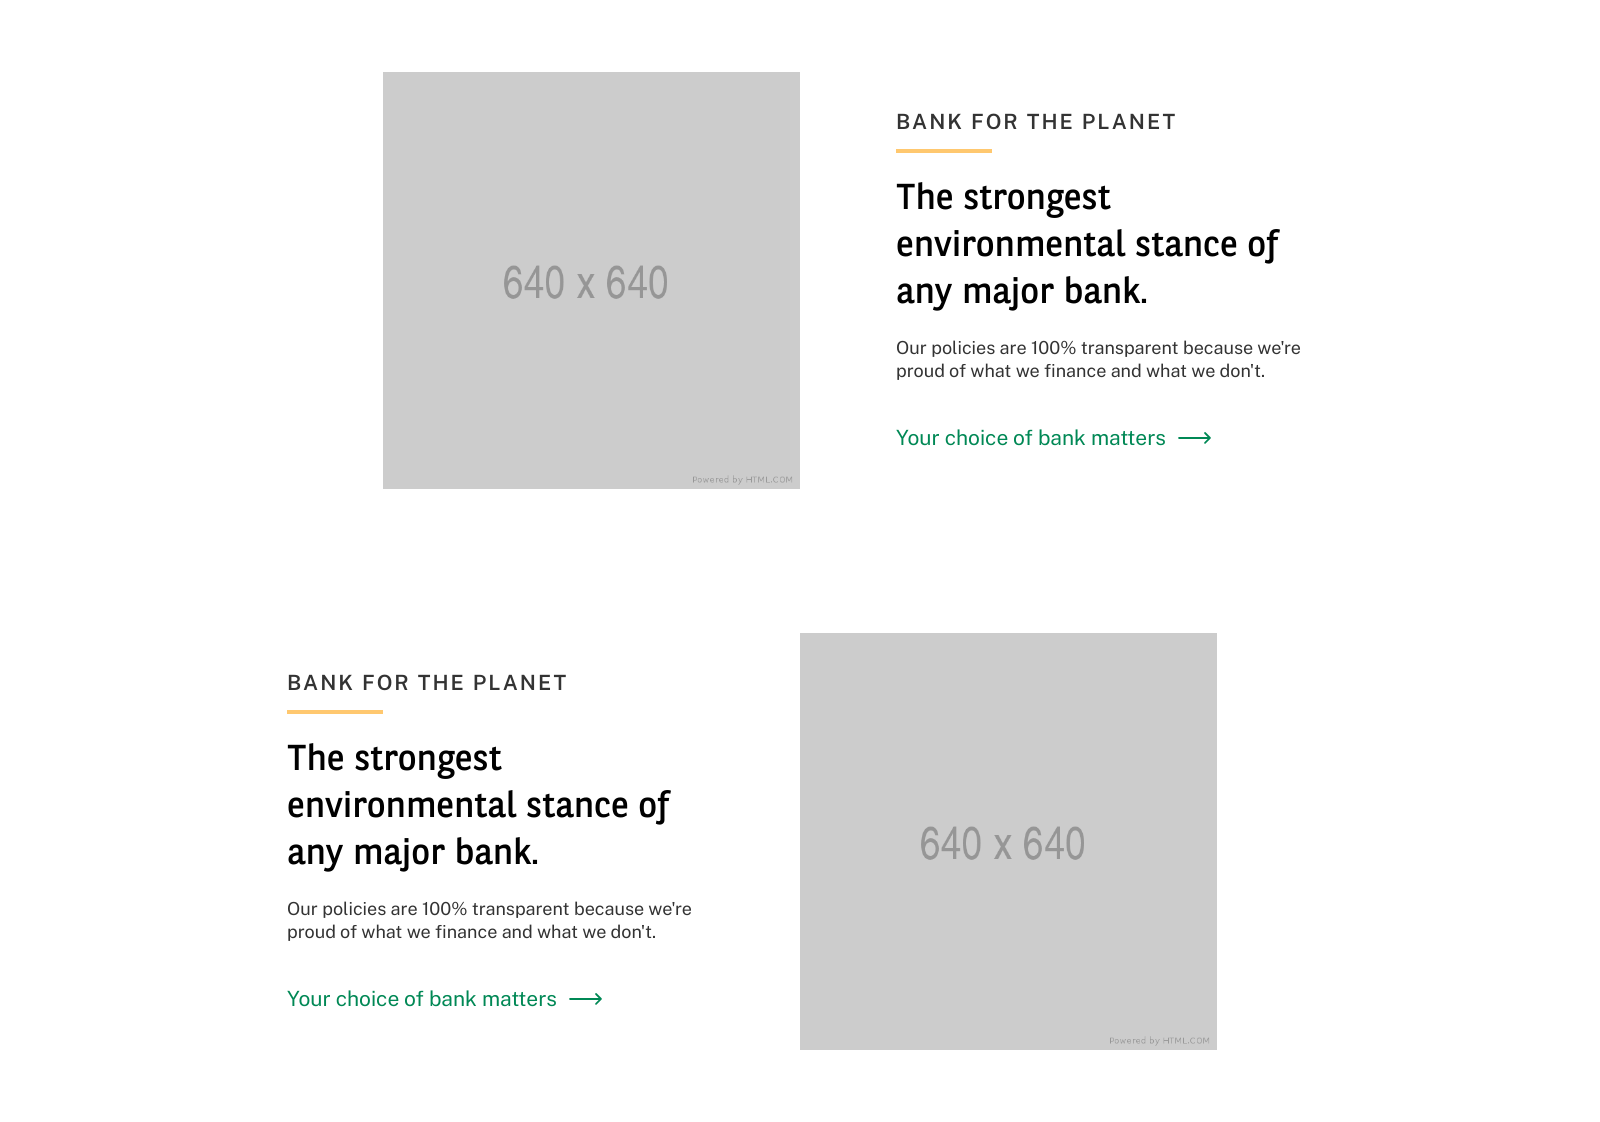 640 x 640
Powered by HTML.COM
BANK FOR THE PLANET
The strongest
environmental stance of
any major bank.
Our policies are 100% transparent because we're
proud of what we finance and what we don't.
Your choice of bank matters
BANK FOR THE PLANET
The strongest
environmental stance of
any major bank.
Our policies are 100% transparent because we're
proud of what we finance and what we don't.
Your choice of bank matters
640 x 640
Powered by HTML.COM